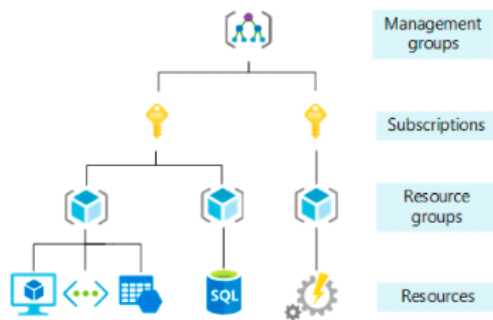 Management
groups
Subscriptions
Resource
groups
SQL
Resources